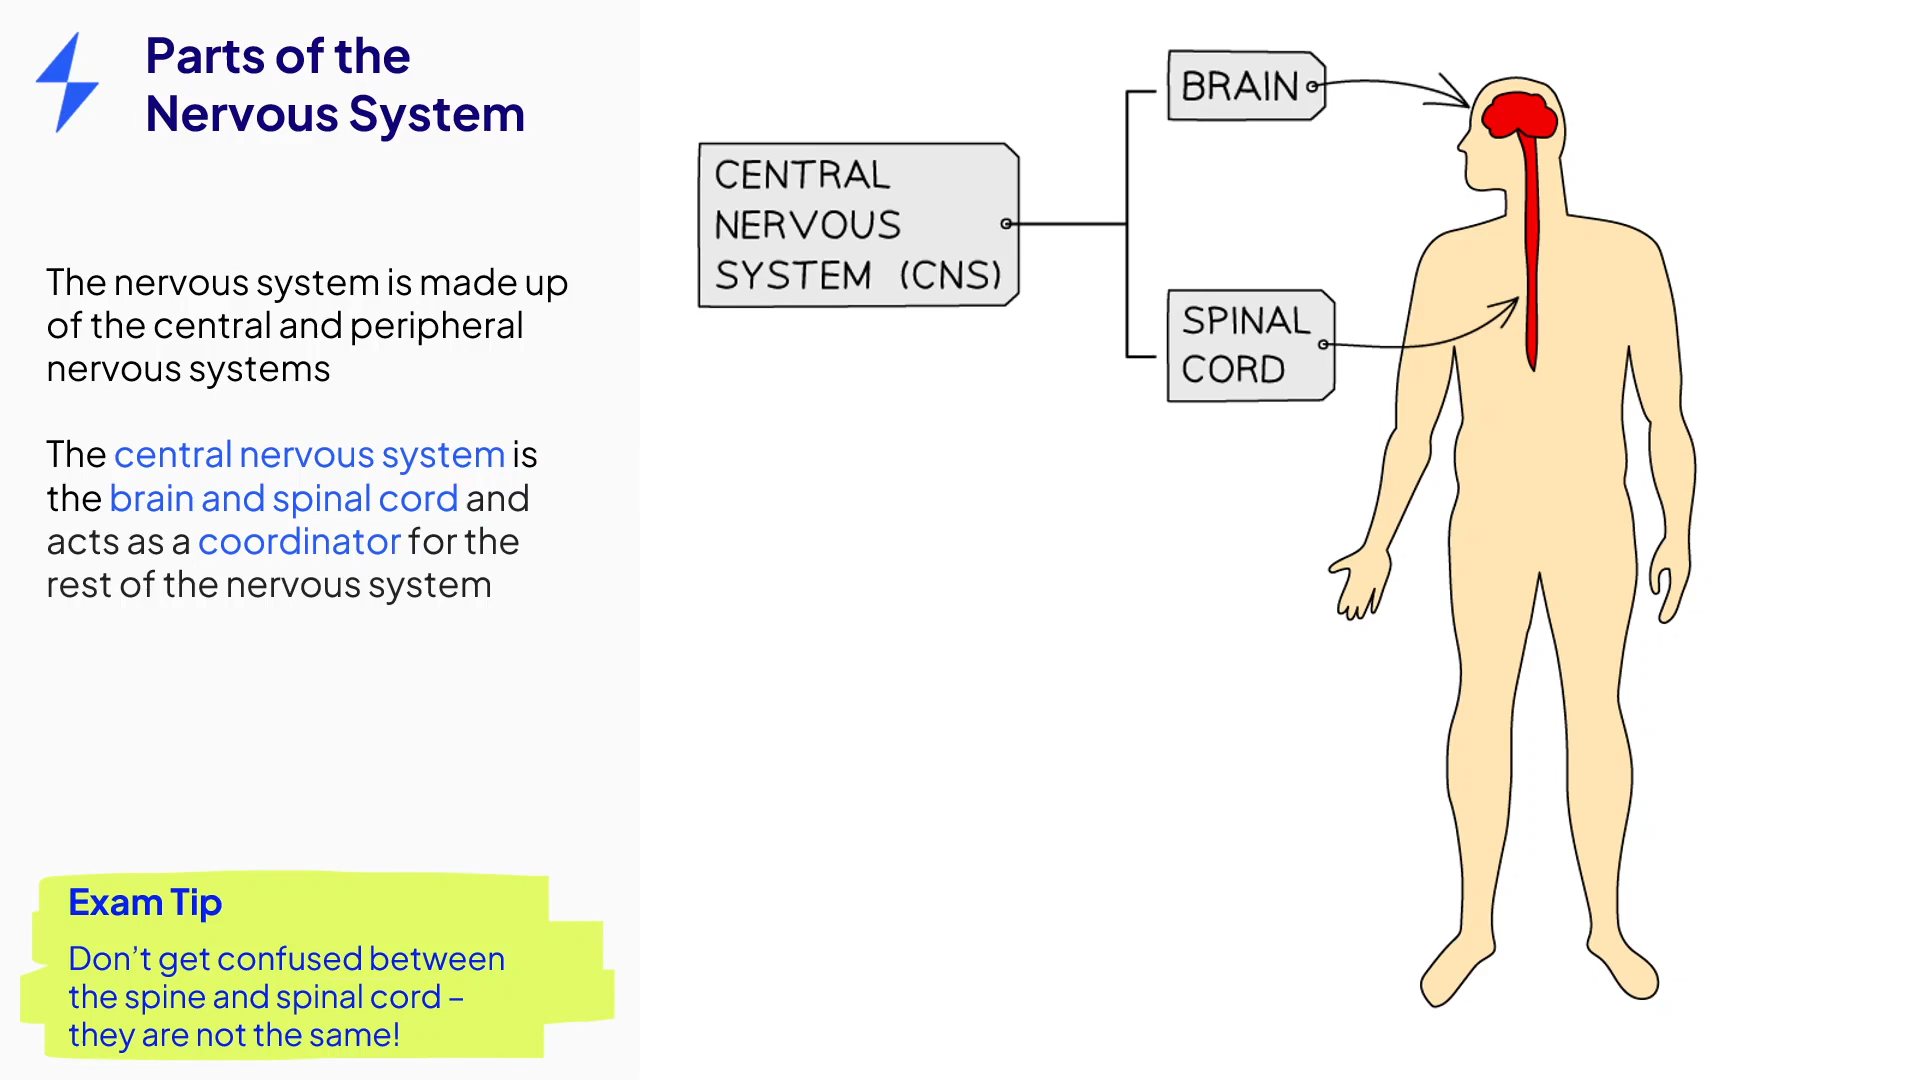 Parts of the
Nervous System
The nervous system is made up
of the central and peripheral
nervous systems
The central nervous system is
the brain and spinal cord and
acts as a coordinator for the
rest of the nervous system
Exam Tip
Don’t get confused between
the spine and spinal cord –
they are not the same!
CENTRAL
NERVOUS
SYSTEM (CNS)
BRAIN
SPINAL
CORD